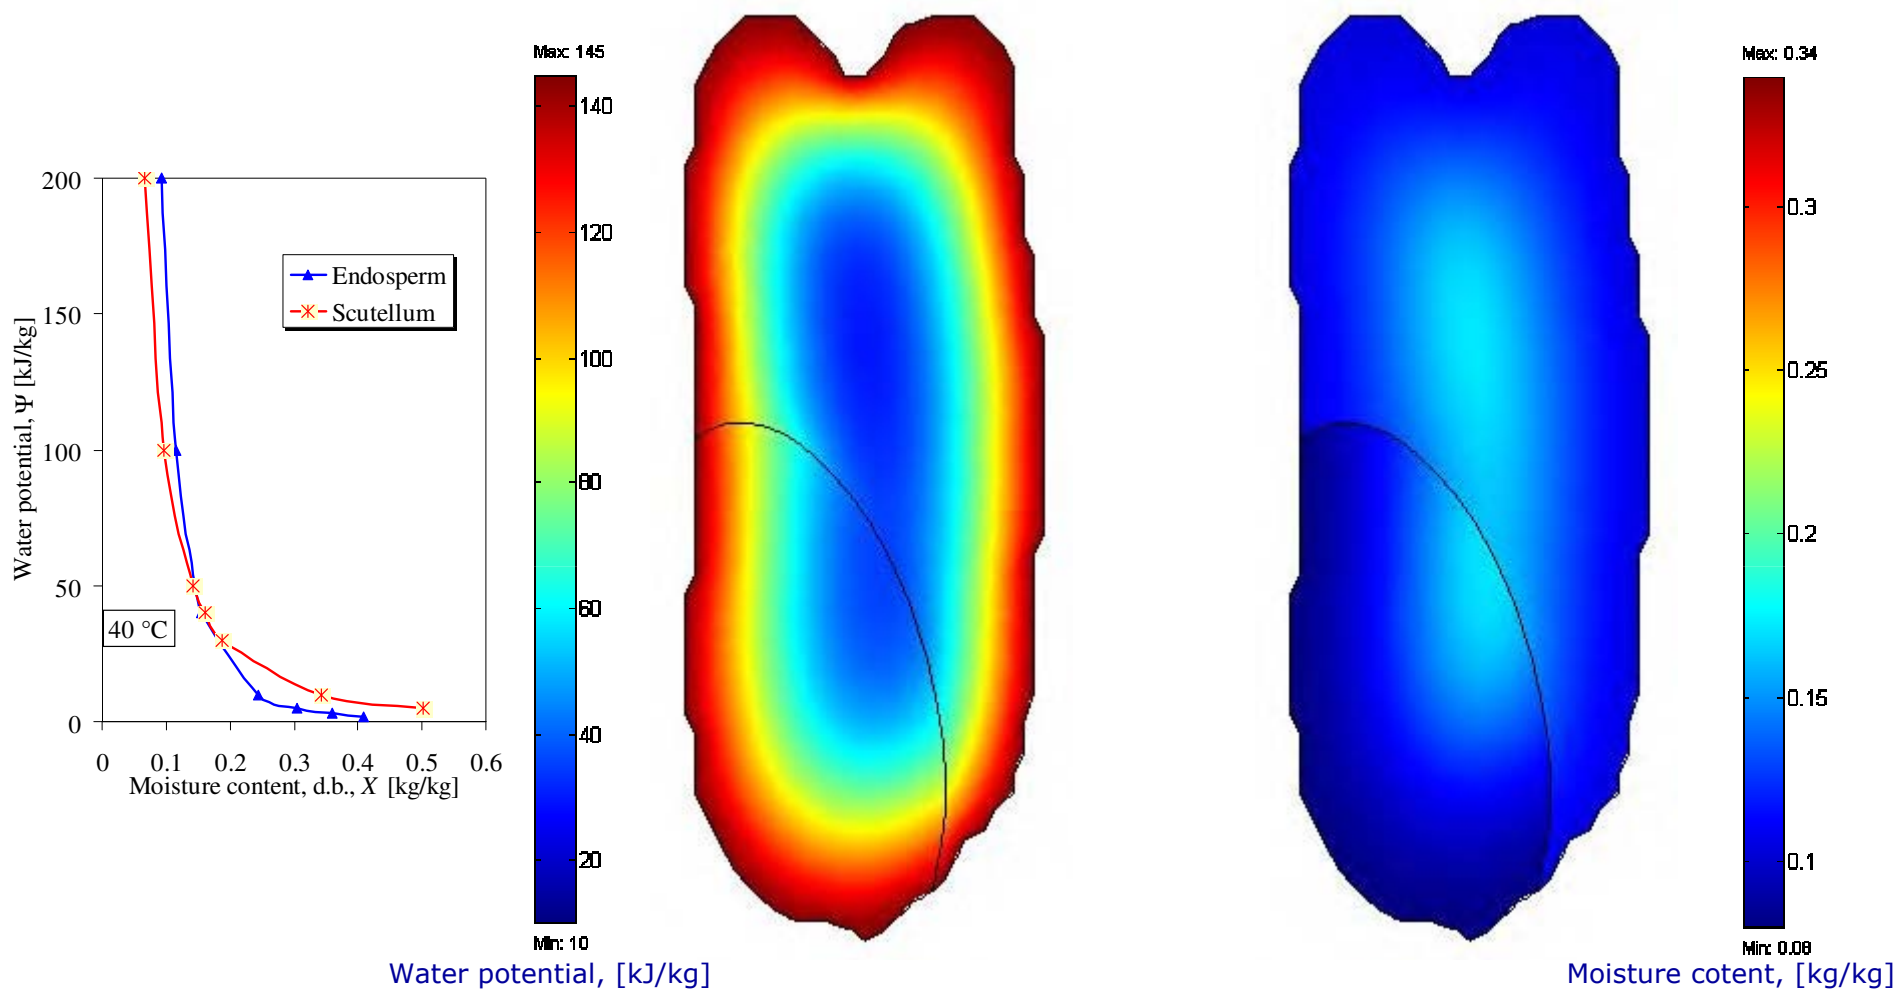 Max: 145
140
120
100
80
60
40
20
Min: 10
Water potential, [kJ/kg]
200
150
100
50
0
0 0.1 0.2 0.3 0.4 0.5 0.6
Water potential, Ψ [kJ/kg]
Moisture content, d.b., X [kg/kg]
Endosperm
Scutellum
40 °C
Max: 0.34
0.3
0.25
0.2
0.15
0.1
Min: 0.08
Moisture cotent, [kg/kg]